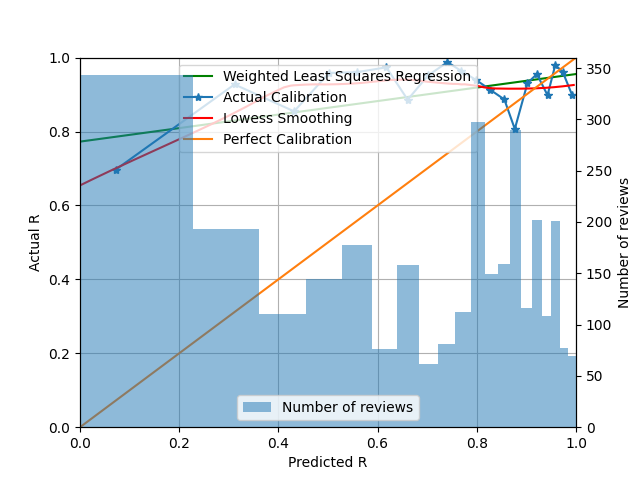 Weighted Least Squares Regression
Actual Calibration
Lowess Smoothing
Perfect Calibration
Number of reviews
1.0
0.8
0.6
0.4
0.2
0.0
Actual R
350
300
250
200
150
100
50
0
Number of reviews
0.0 0.2 0.4 0.6 0.8 1.0
Predicted R